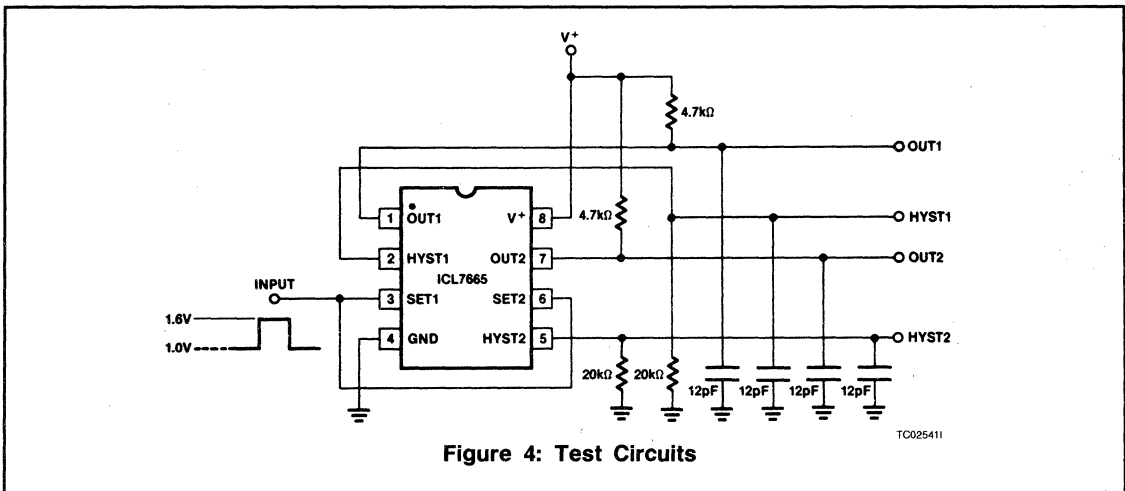 V+
4.7kΩ
OUT1
4.7kΩ
HYST1
OUT2
HYST2
1 OUT1 V+ 8
2 HYST1 OUT2 7
ICL7665
3 SET1 SET2 6
4 GND HYST2 5
INPUT
1.6V
1.0V
20kΩ 20kΩ 12pF 12pF 12pF 12pF
TC02541I
Figure 4: Test Circuits